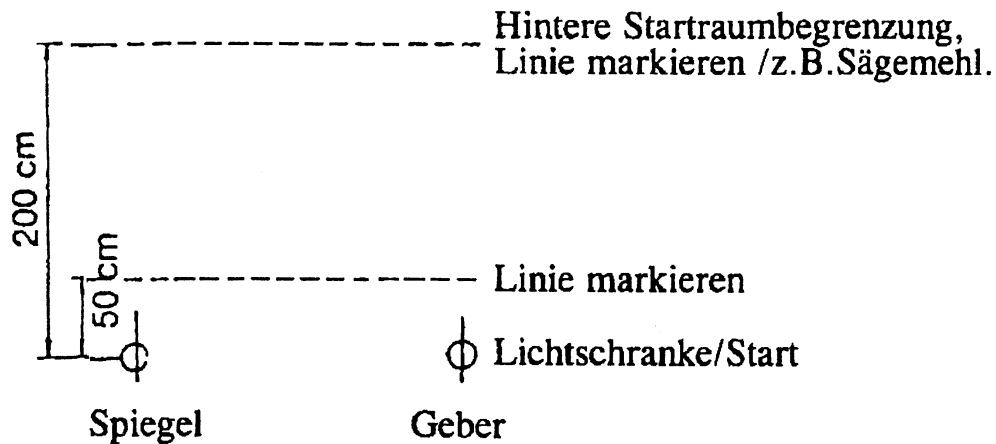 Hintere Startraumbegrenzung,
Linie markieren /z.B.Sägemehl.
200 cm
50 cm
Linie markieren
Lichtschranke/Start
Spiegel
Geber